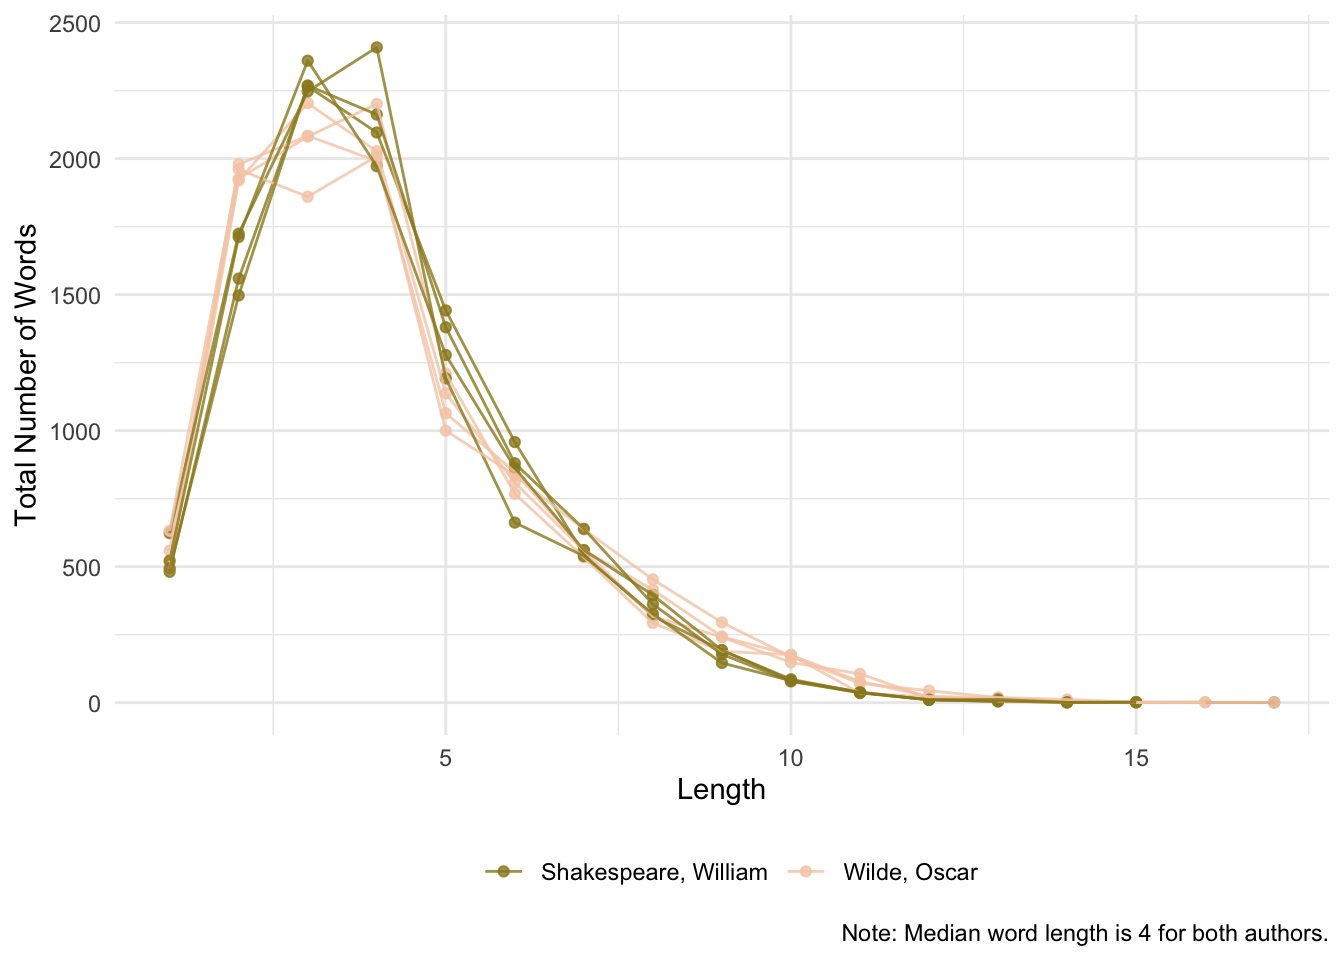 2500
2000
1500
1000
500
0
Total Number of Words
5 10 15
Length
Shakespeare, William Wilde, Oscar
Note: Median word length is 4 for both authors.